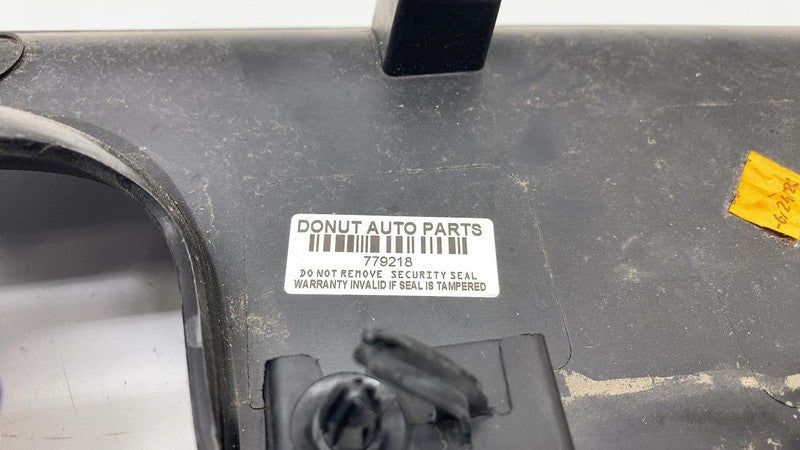 DONUT AUTO PARTS
779218
DO NOT REMOVE SECURITY SEAL
WARRANTY INVALID IF SEAL IS TAMPERED